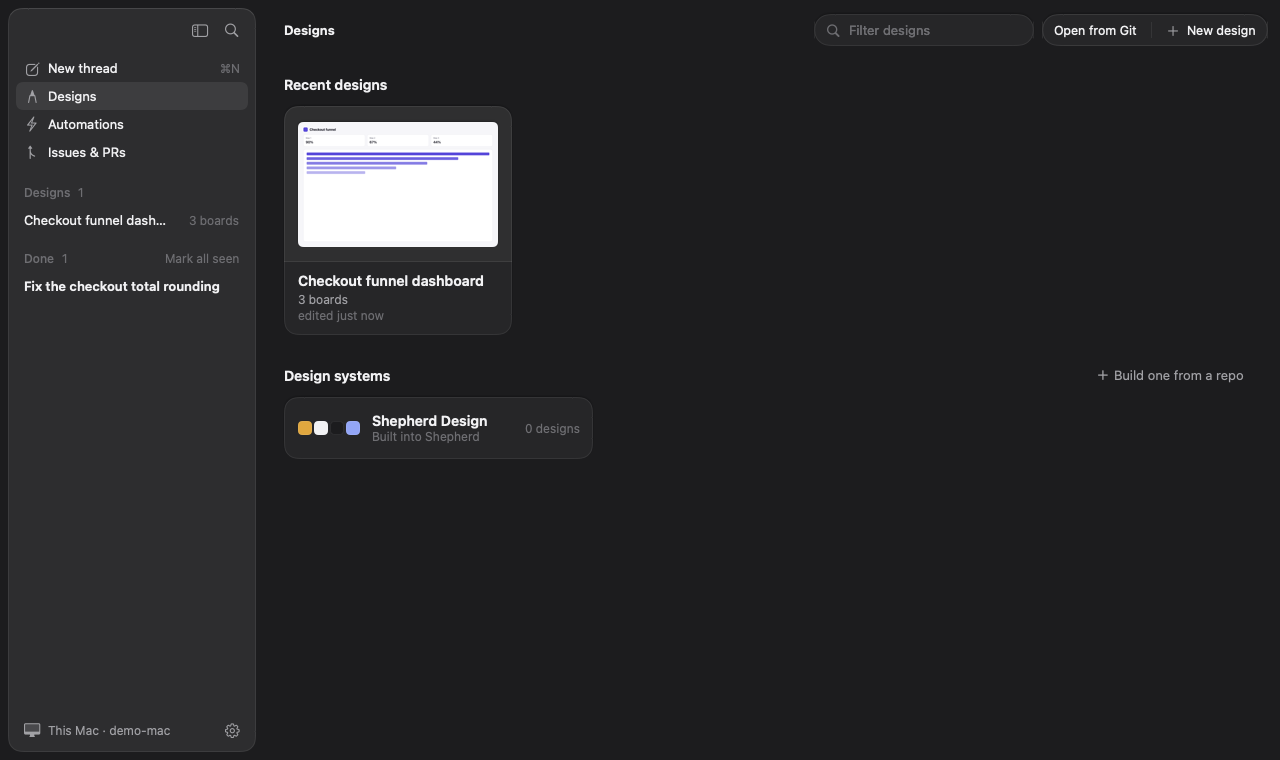 New thread ⌘N
Designs
Automations
Issues & PRs
Designs 1
Checkout funnel dash... 3 boards
Done 1 Mark all seen
Fix the checkout total rounding
This Mac · demo-mac
Designs
Filter designs
Open from Git
New design
Recent designs
Checkout funnel
Checkout funnel dashboard
3 boards
edited just now
Design systems
Build one from a repo
Shepherd Design
Built into Shepherd
0 designs